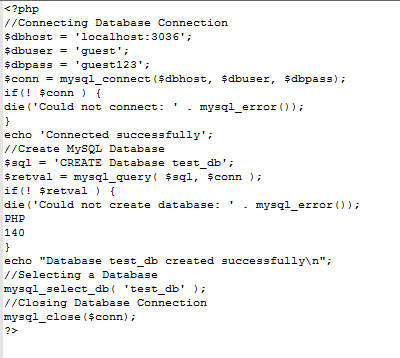 <?php
//Connecting Database Connection
$dbhost = 'localhost:3036';
$dbuser = 'guest';
$dbpass = 'guest123';
$conn = mysql_connect($dbhost, $dbuser, $dbpass);
if(! $conn ) {
die('Could not connect: ' . mysql_error());
}
echo 'Connected successfully';
//Create MySQL Database
$sql = 'CREATE Database test_db';
$retval = mysql_query( $sql, $conn );
if(! $retval ) {
die('Could not create database: ' . mysql_error());
PHP
140
}
echo "Database test_db created successfully\n";
//Selecting a Database
mysql_select_db( 'test_db' );
//Closing Database Connection
mysql_close($conn);
?>